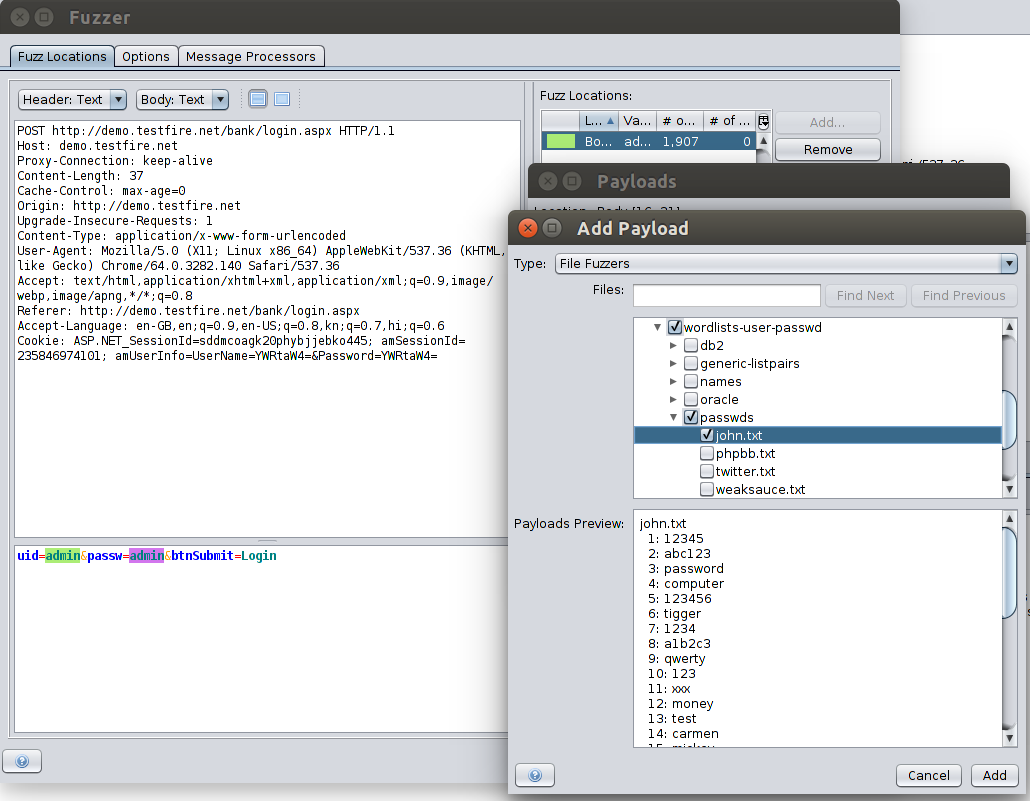 Fuzzer
Fuzz Locations Options Message Processors
Header: Text Body: Text
POST http://demo.testfire.net/bank/login.aspx HTTP/1.1
Host: demo.testfire.net
Proxy-Connection: keep-alive
Content-Length: 37
Cache-Control: max-age=0
Origin: http://demo.testfire.net
Upgrade-Insecure-Requests: 1
Content-Type: application/x-www-form-urlencoded
User-Agent: Mozilla/5.0 (X11; Linux x86_64) AppleWebKit/537.36 (KHTML,
like Gecko) Chrome/64.0.3282.140 Safari/537.36
Accept: text/html,application/xhtml+xml,application/xml;q=0.9,image/
webp,image/apng,*/*;q=0.8
Referer: http://demo.testfire.net/bank/login.aspx
Accept-Language: en-GB,en;q=0.9,en-US;q=0.8,kn;q=0.7,hi;q=0.6
Cookie: ASP.NET_SessionId=sddmcoagk20phybjjebko445; amSessionId=
235846974101; amUserInfo=UserName=YWRtaW4=&Password=YWRtaW4=
uid=admin&passw=admin&btnSubmit=Login
Fuzz Locations:
L... Va... # o... # of ...
Bo... ad... 1,907 0
Add...
Remove
Payloads
Add Payload
Type: File Fuzzers
Files: Find Next Find Previous
wordlists-user-passwd
db2
generic-listpairs
names
oracle
passwds
john.txt
phpbb.txt
twitter.txt
weaksauce.txt
Payloads Preview:
john.txt
1: 12345
2: abc123
3: password
4: computer
5: 123456
6: tigger
7: 1234
8: a1b2c3
9: qwerty
10: 123
11: xxx
12: money
13: test
14: carmen
Cancel Add